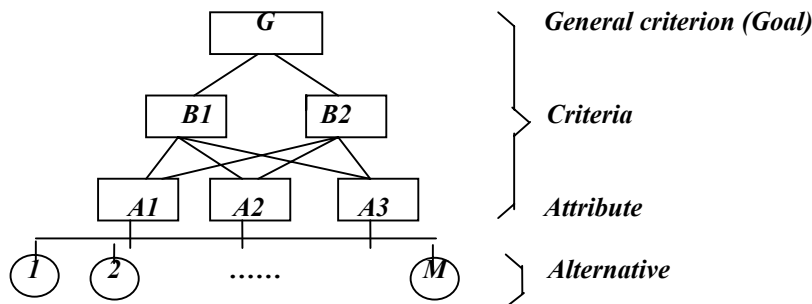 G General criterion (Goal)
B1 B2 Criteria
A1 A2 A3 Attribute
1 2 ...... M Alternative